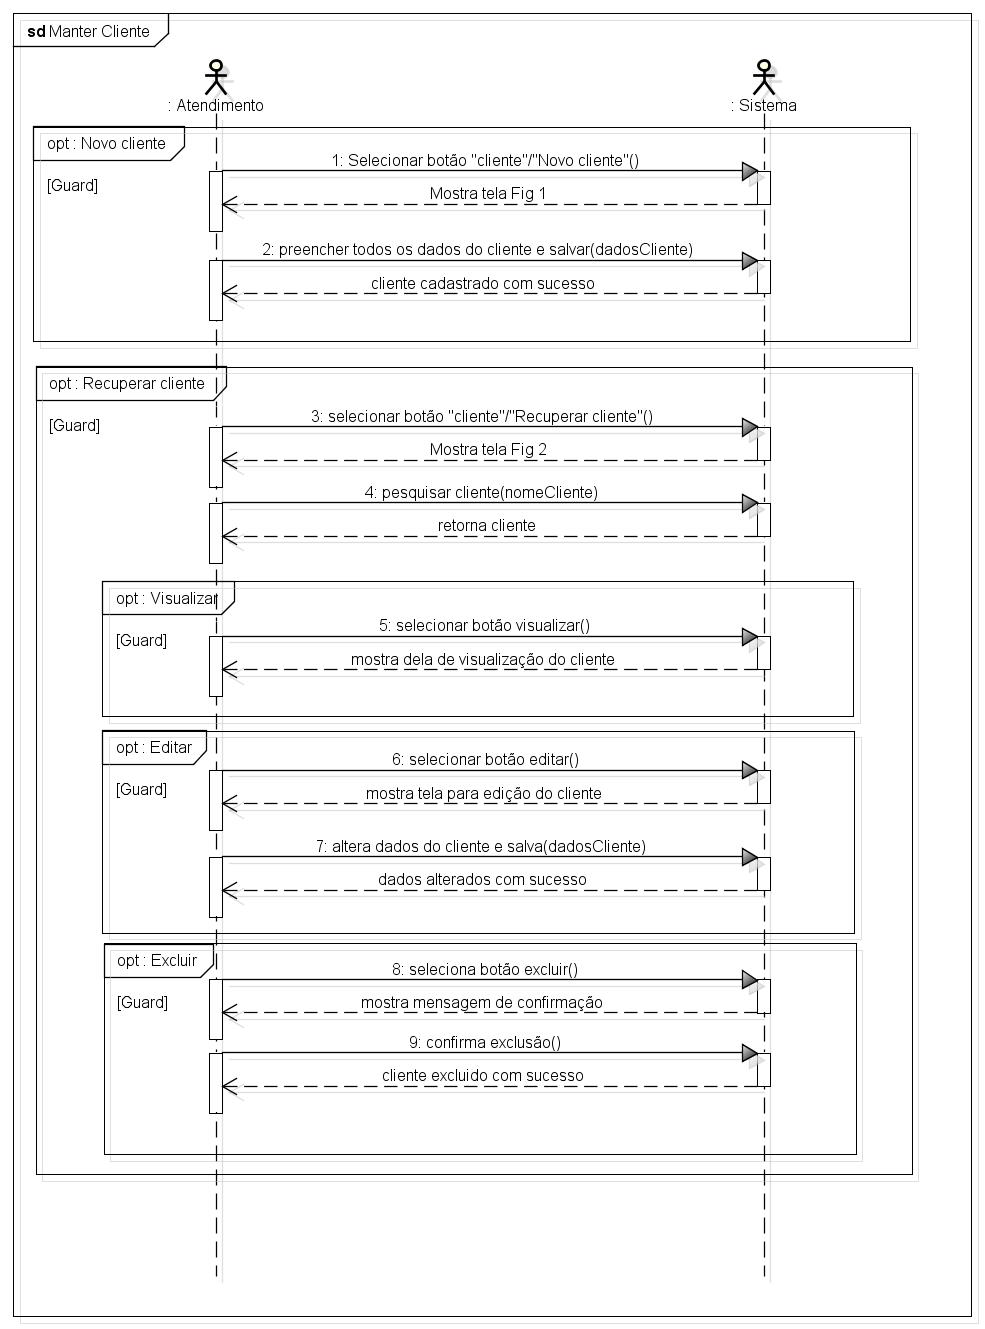 sd Manter Cliente
: Atendimento
: Sistema
opt : Novo cliente
[Guard]
1: Selecionar botão "cliente"/"Novo cliente"()
Mostra tela Fig 1
2: preencher todos os dados do cliente e salvar(dadosCliente)
cliente cadastrado com sucesso
opt : Recuperar cliente
[Guard]
3: selecionar botão "cliente"/"Recuperar cliente"()
Mostra tela Fig 2
4: pesquisar cliente(nomeCliente)
retorna cliente
opt : Visualizar
[Guard]
5: selecionar botão visualizar()
mostra dela de visualização do cliente
opt : Editar
[Guard]
6: selecionar botão editar()
mostra tela para edição do cliente
7: altera dados do cliente e salva(dadosCliente)
dados alterados com sucesso
opt : Excluir
[Guard]
8: seleciona botão excluir()
mostra mensagem de confirmação
9: confirma exclusão()
cliente excluido com sucesso